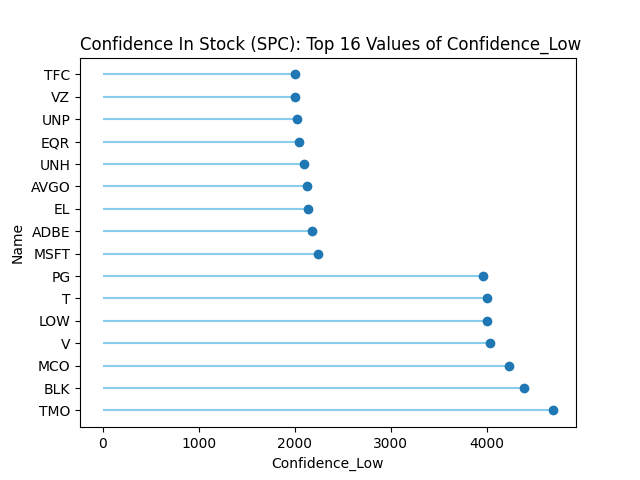 Confidence In Stock (SPC): Top 16 Values of Confidence_Low
TFC
VZ
UNP
EQR
UNH
AVGO
EL
ADBE
MSFT
PG
T
LOW
V
MCO
BLK
TMO
Name
0 1000 2000 3000 4000
Confidence_Low